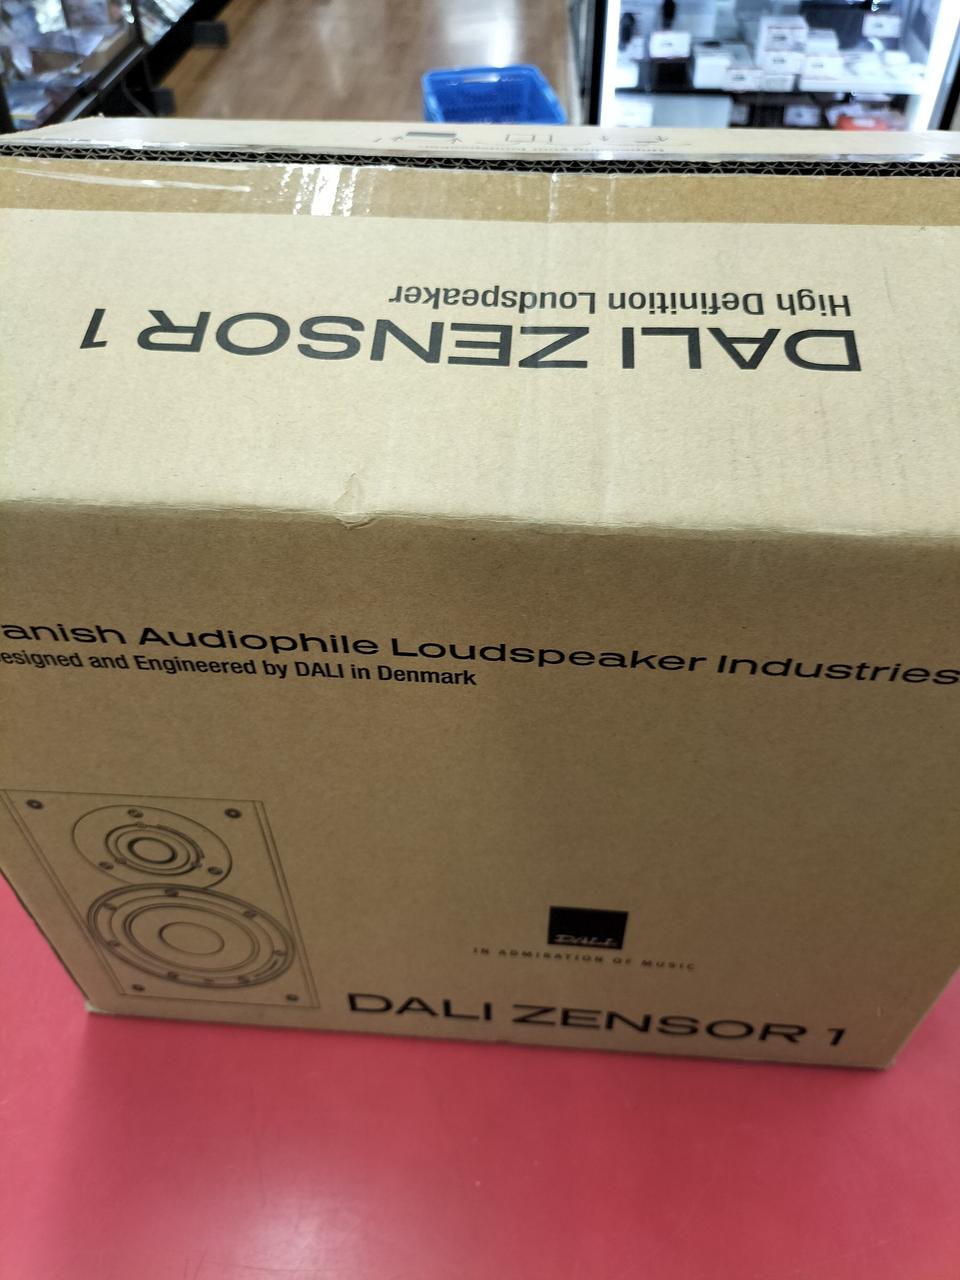 High Definition Loudspeaker
DALI ZENSOR 1
anish Audiophile Loudspeaker Industries
esigned and Engineered by DALI in Denmark
DALI
IN ADMIRATION OF MUSIC
DALI ZENSOR 1